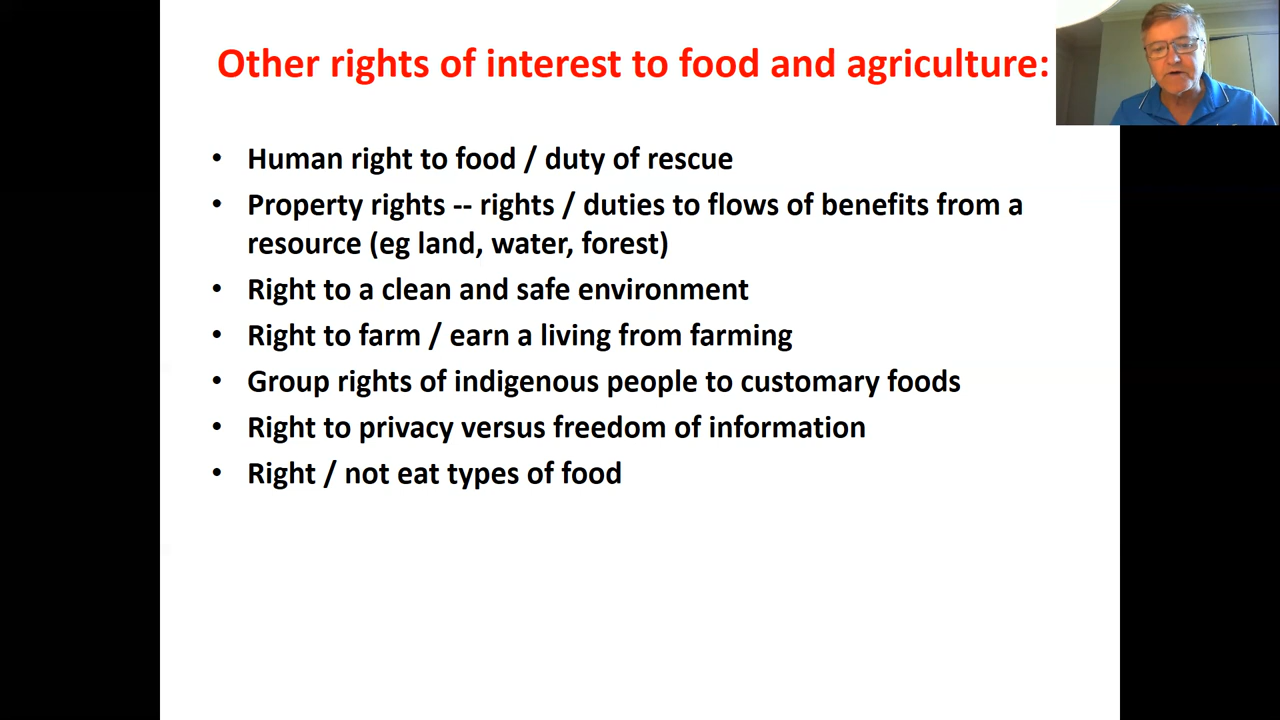 Other rights of interest to food and agriculture:
• Human right to food / duty of rescue
• Property rights -- rights / duties to flows of benefits from a
resource (eg land, water, forest)
• Right to a clean and safe environment
• Right to farm / earn a living from farming
• Group rights of indigenous people to customary foods
• Right to privacy versus freedom of information
• Right / not eat types of food